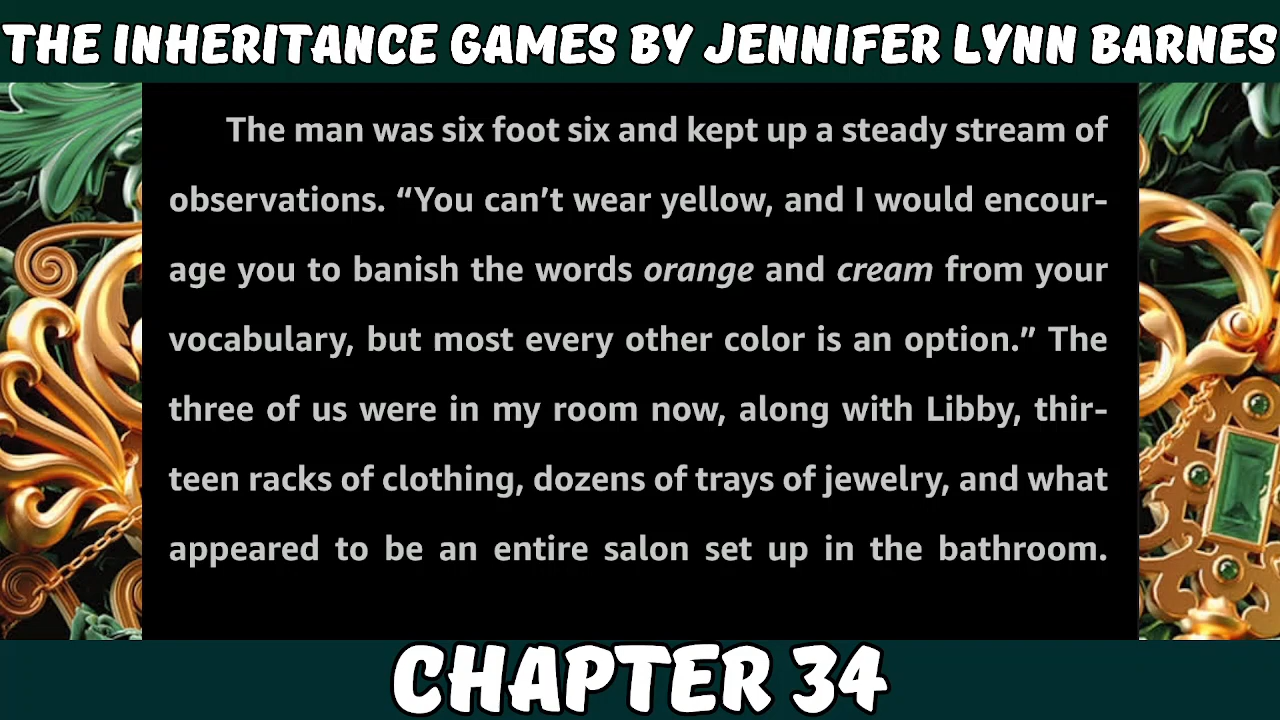 THE INHERITANCE GAMES BY JENNIFER LYNN BARNES
The man was six foot six and kept up a steady stream of
observations. “You can’t wear yellow, and I would encour-
age you to banish the words orange and cream from your
vocabulary, but most every other color is an option.” The
three of us were in my room now, along with Libby, thir-
teen racks of clothing, dozens of trays of jewelry, and what
appeared to be an entire salon set up in the bathroom.
CHAPTER 34